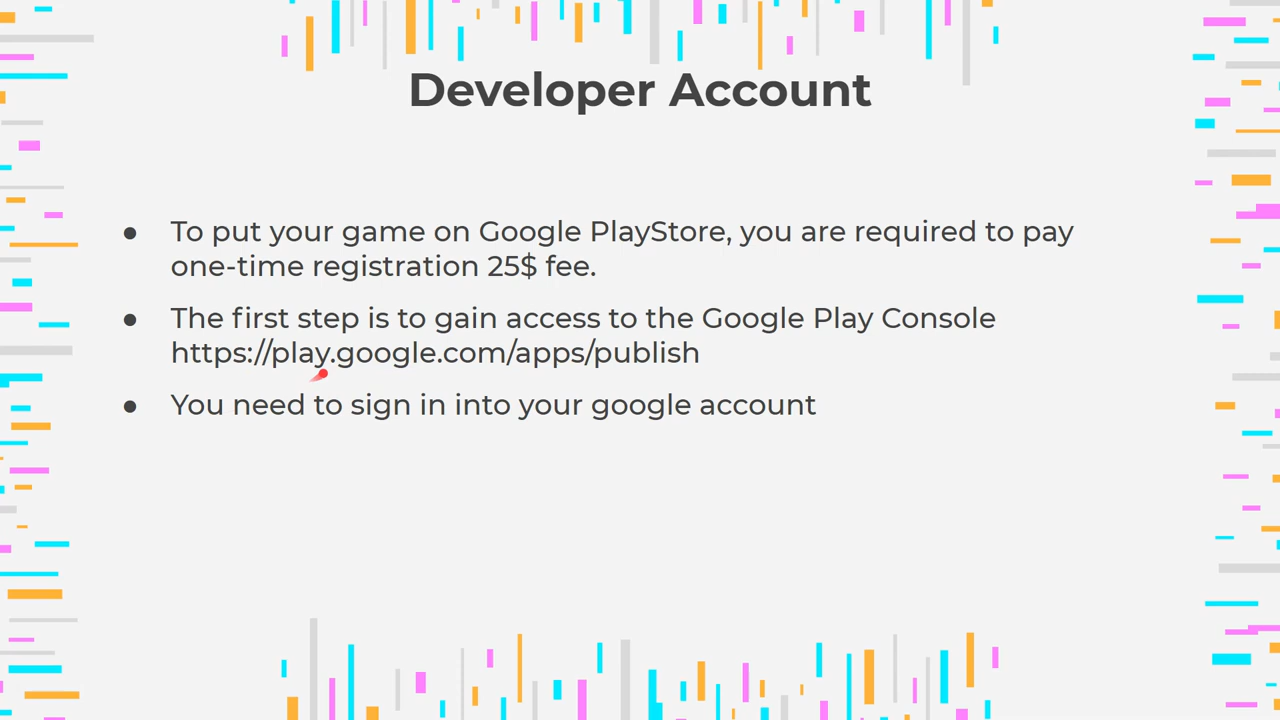 Developer Account
● To put your game on Google PlayStore, you are required to pay
one-time registration 25$ fee.
● The first step is to gain access to the Google Play Console
https://play.google.com/apps/publish
● You need to sign in into your google account